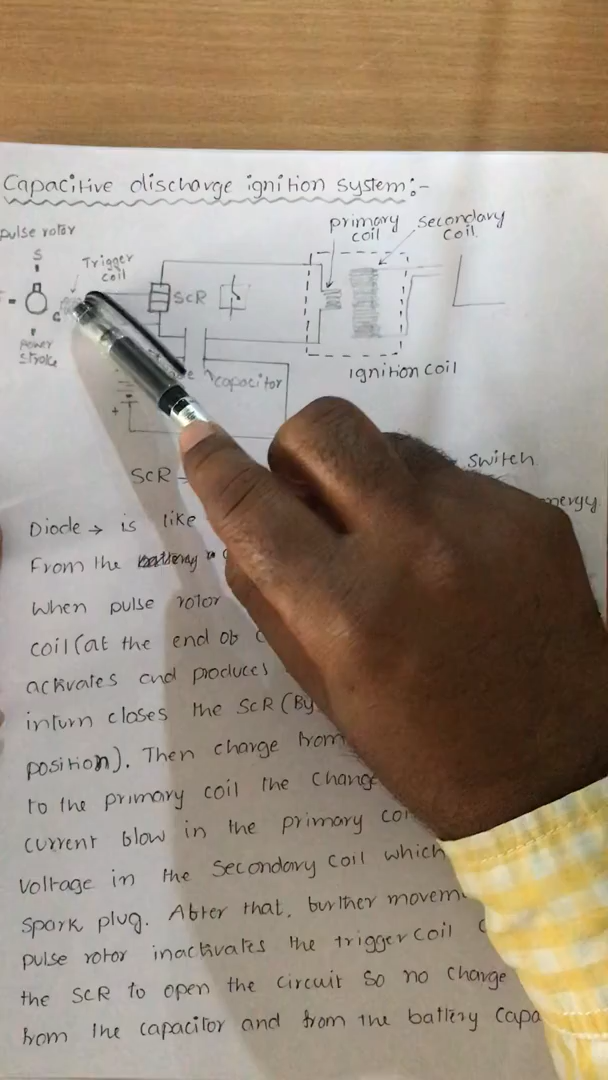 Capacitive discharge ignition system:-
pulse rotor
S
Trigger coil
primary coil
secondary coil.
C
power stroke
SCR
capacitor
Ignition coil
+
SCR →
switch
energy
Diode → is like
From the
When pulse rotor
coil (at the end of
activates and produces
inturn closes the SCR (By
position). Then charge from
to the primary coil the change
current flow in the primary
voltage in the secondary coil which
spark plug. After that, further
pulse rotor inactivates the trigger coil
the SCR to open the circuit so no charge
from the capacitor and from the battery